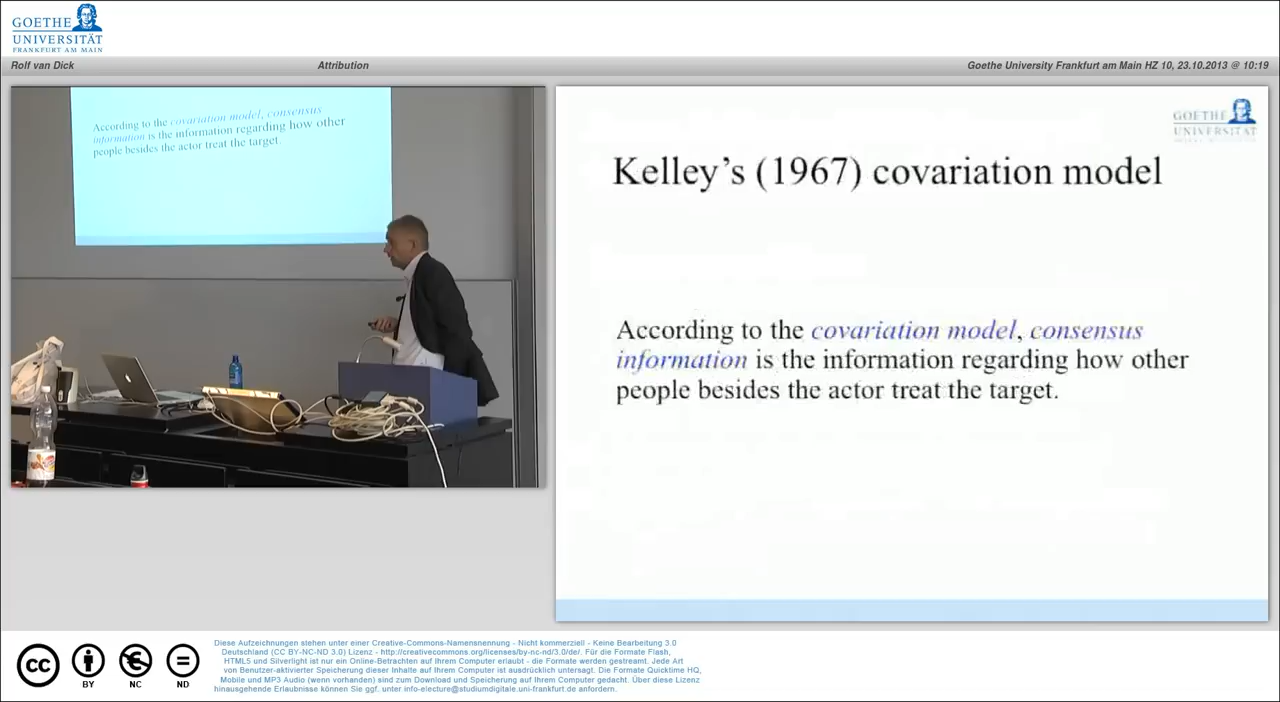 GOETHE
UNIVERSITÄT
FRANKFURT AM MAIN
Rolf van Dick
Attribution
Goethe University Frankfurt am Main HZ 10, 23.10.2013 @ 10:19
According to the covariation model, consensus
information is the information regarding how other
people besides the actor treat the target.
GOETHE
UNIVERSITÄT
Kelley's (1967) covariation model
According to the covariation model, consensus
information is the information regarding how other
people besides the actor treat the target.
cc
BY
NC
ND
Diese Aufzeichnungen stehen unter einer Creative-Commons-Namensnennung - Nicht kommerziell - Keine Bearbeitung 3.0
Deutschland (CC BY-NC-ND 3.0) Lizenz - http://creativecommons.org/licenses/by-nc-nd/3.0/de/. Für die Formate Flash,
HTML5 und Silverlight ist nur ein Online-Betrachten auf Ihrem Computer erlaubt - die Formate werden gestreamt. Jede Art
von Benutzer-aktivierter Speicherung dieser Inhalte auf Ihrem Computer ist ausdrücklich untersagt. Die Formate Quicktime HQ,
Mobile und MP3 Audio (wenn vorhanden) sind zum Download und Speicherung auf Ihrem Computer gedacht. Über diese Lizenz
hinausgehende Erlaubnisse können Sie ggf. unter info-electure@studiumdigitale.uni-frankfurt.de anfordern.